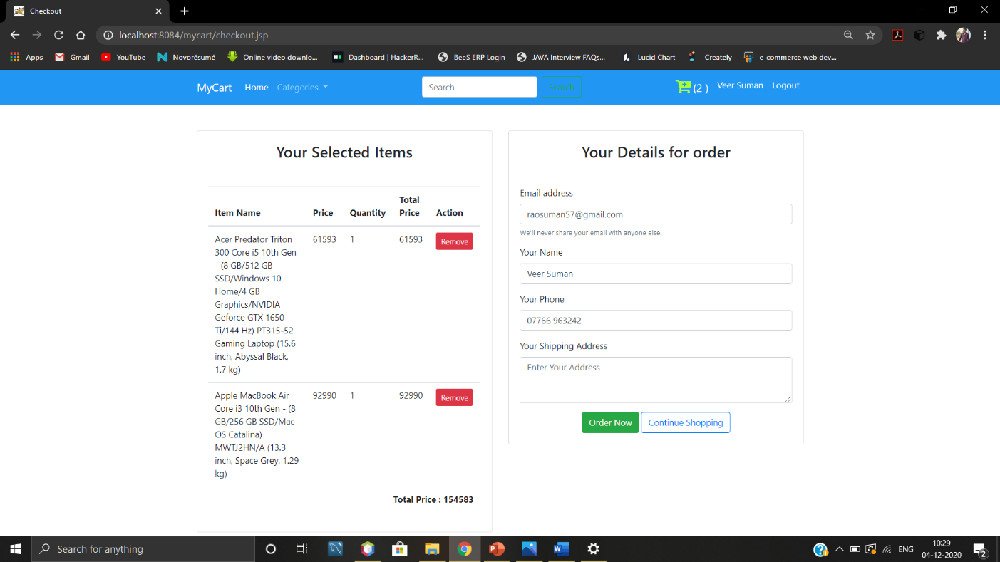 Checkout
localhost:8084/mycart/checkout.jsp
Apps Gmail YouTube Novorésumé Online video downlo... Dashboard | HackerR... BeeS ERP Login JAVA Interview FAQs... Lucid Chart Creately e-commerce web dev...
MyCart Home Categories Search Search (2 ) Veer Suman Logout
Your Selected Items
Item Name Price Quantity Total Price Action
Acer Predator Triton 61593 1 61593 Remove
300 Core i5 10th Gen
- (8 GB/512 GB
SSD/Windows 10
Home/4 GB
Graphics/NVIDIA
Geforce GTX 1650
Ti/144 Hz) PT315-52
Gaming Laptop (15.6
inch, Abyssal Black,
1.7 kg)
Apple MacBook Air 92990 1 92990 Remove
Core i3 10th Gen - (8
GB/256 GB SSD/Mac
OS Catalina)
MWTJ2HN/A (13.3
inch, Space Grey, 1.29
kg)
Total Price : 154583
Your Details for order
Email address
raosuman57@gmail.com
We'll never share your email with anyone else.
Your Name
Veer Suman
Your Phone
07766 963242
Your Shipping Address
Enter Your Address
Order Now Continue Shopping
Search for anything
ENG
10:29
04-12-2020
2